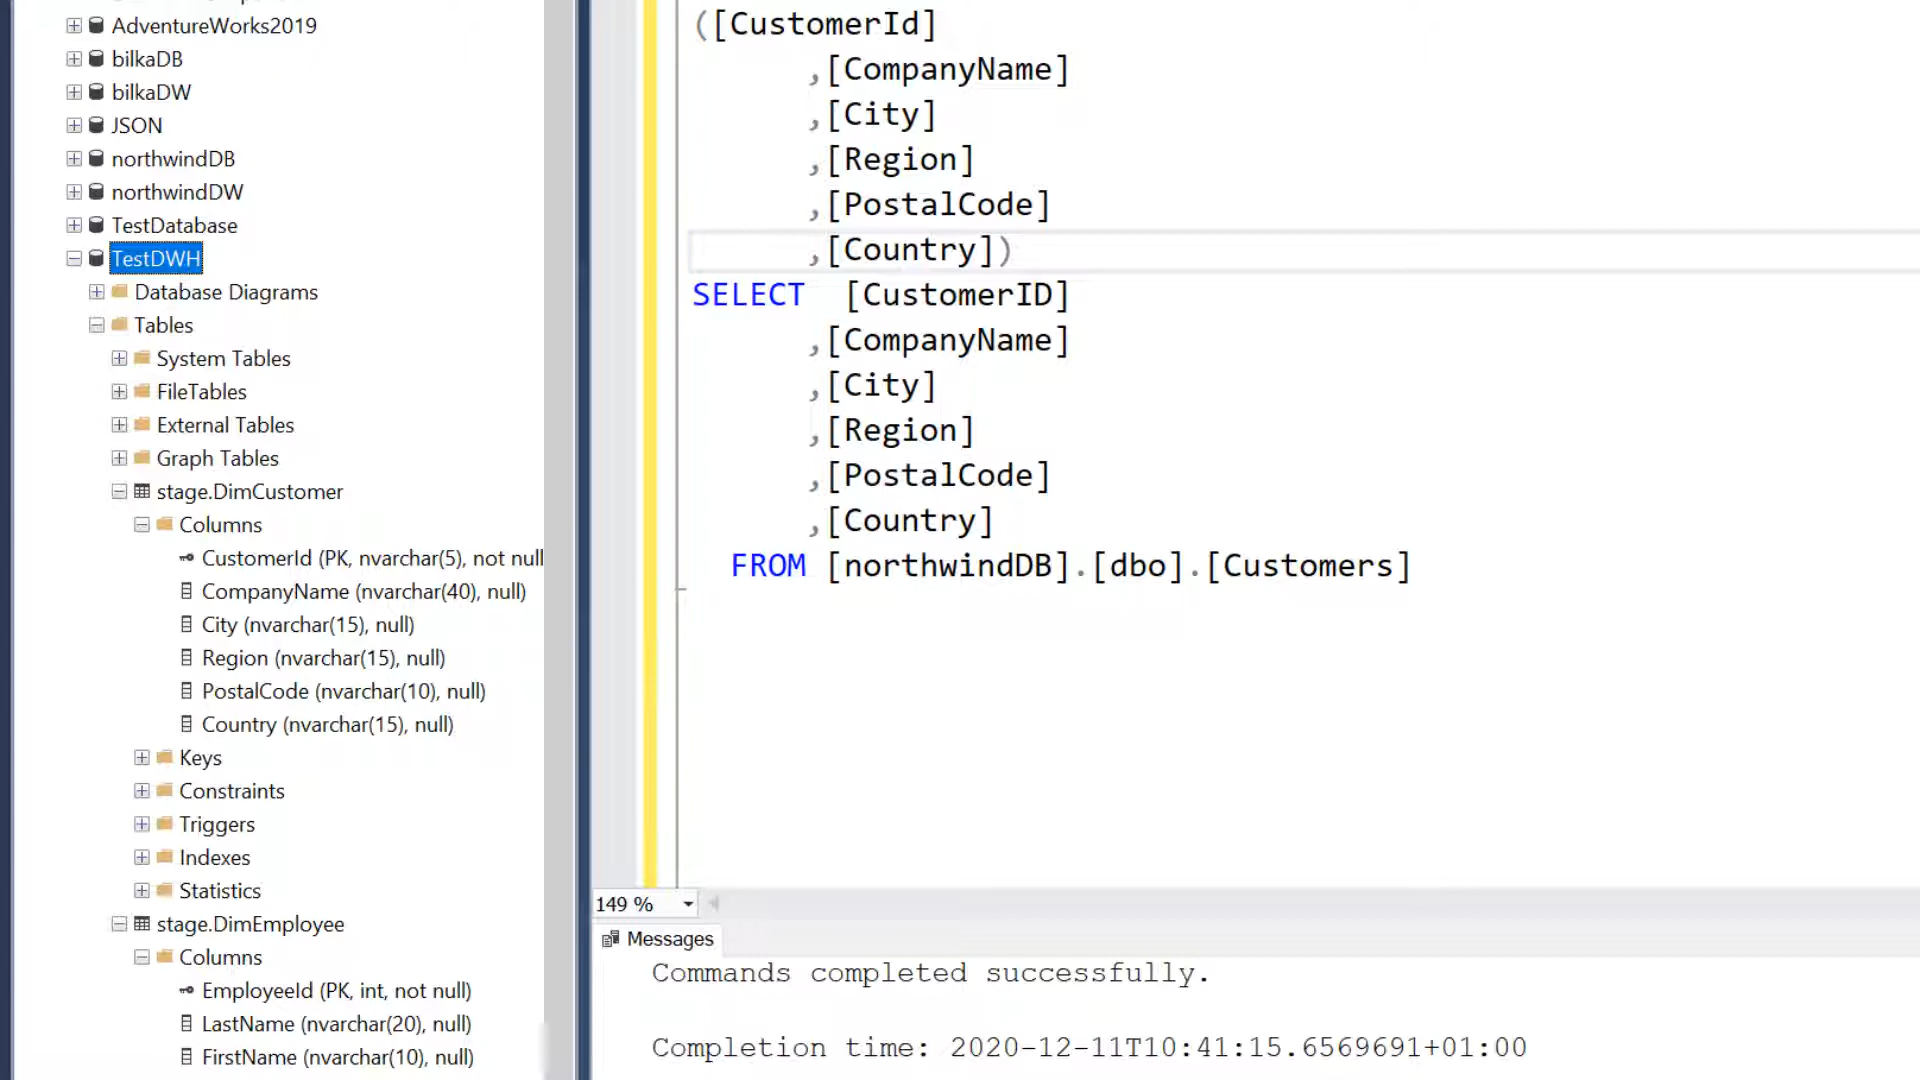 AdventureWorks2019
bilkaDB
bilkaDW
JSON
northwindDB
northwindDW
TestDatabase
TestDWH
Database Diagrams
Tables
System Tables
FileTables
External Tables
Graph Tables
stage.DimCustomer
Columns
CustomerId (PK, nvarchar(5), not null
CompanyName (nvarchar(40), null)
City (nvarchar(15), null)
Region (nvarchar(15), null)
PostalCode (nvarchar(10), null)
Country (nvarchar(15), null)
Keys
Constraints
Triggers
Indexes
Statistics
stage.DimEmployee
Columns
EmployeeId (PK, int, not null)
LastName (nvarchar(20), null)
FirstName (nvarchar(10), null)
([CustomerId]
,[CompanyName]
,[City]
,[Region]
,[PostalCode]
,[Country])
SELECT [CustomerID]
,[CompanyName]
,[City]
,[Region]
,[PostalCode]
,[Country]
FROM [northwindDB].[dbo].[Customers]
149 %
Messages
Commands completed successfully.
Completion time: 2020-12-11T10:41:15.6569691+01:00